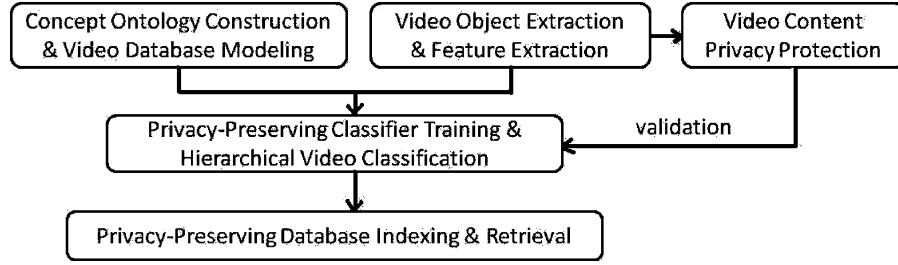 Concept Ontology Construction
& Video Database Modeling
Video Object Extraction
& Feature Extraction
Video Content
Privacy Protection
Privacy-Preserving Classifier Training &
Hierarchical Video Classification
validation
Privacy-Preserving Database Indexing & Retrieval